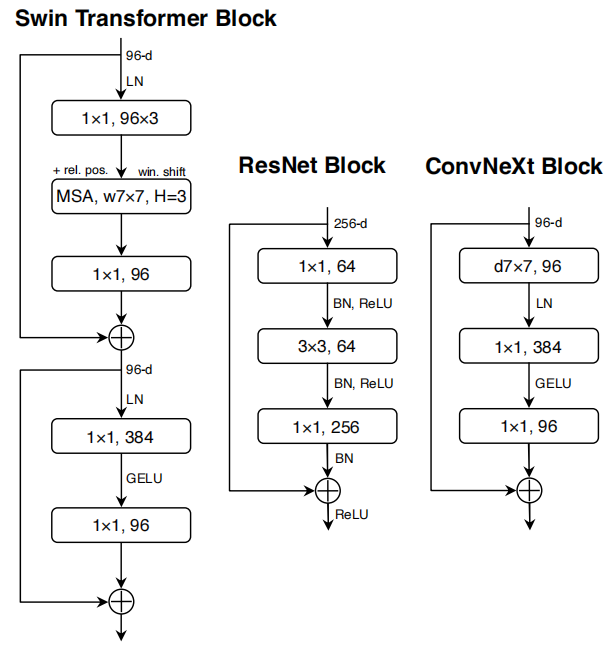 Swin Transformer Block
96-d
LN
1×1, 96×3
+ rel. pos.
win. shift
MSA, w7×7, H=3
1×1, 96
96-d
LN
1×1, 384
GELU
1×1, 96
ResNet Block
256-d
1×1, 64
BN, ReLU
3×3, 64
BN, ReLU
1×1, 256
BN
ReLU
ConvNeXt Block
96-d
d7×7, 96
LN
1×1, 384
GELU
1×1, 96